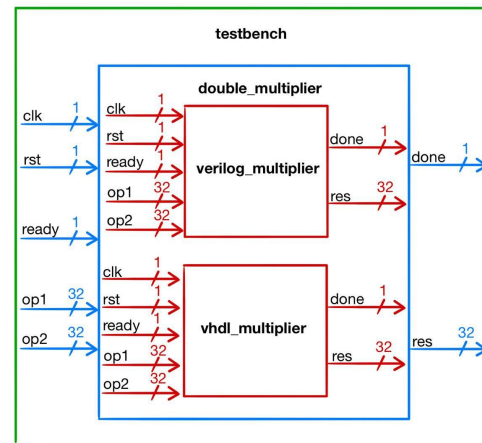 testbench
double_multiplier
clk 1
rst 1
ready 1
op1 32
op2 32
clk 1
rst 1
ready 1
op1 32
op2 32
verilog_multiplier
done 1
res 32
clk 1
rst 1
ready 1
op1 32
op2 32
vhdl_multiplier
done 1
res 32
done 1
res 32